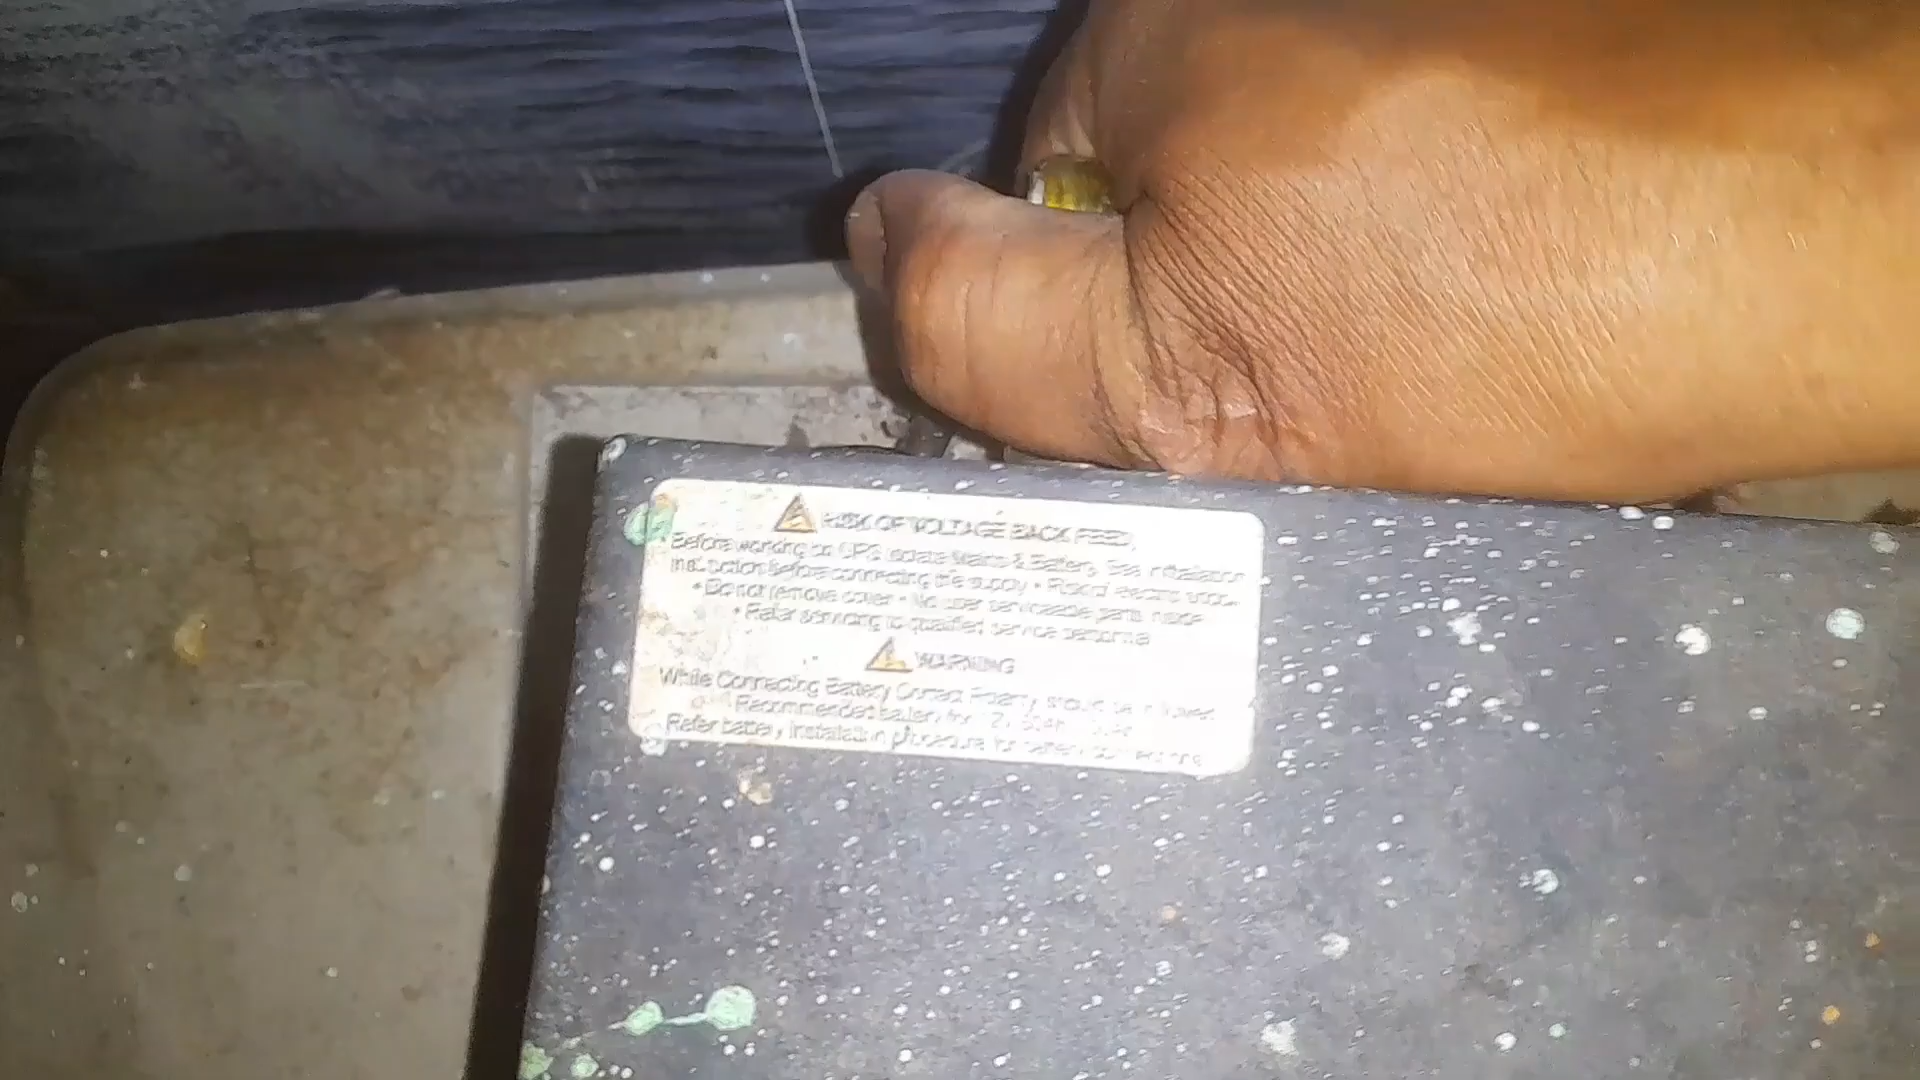 RISK OF VOLTAGE BACK FEED.
Before working on UPS isolate Mains & Battery. See installation
instruction before connecting the supply • Risk of electric shock
• Do not remove cover • No user serviceable parts inside
• Refer servicing to qualified service personnel
WARNING
While Connecting Battery Correct Polarity should be
Recommended battery for
Refer battery installation procedure for battery connections